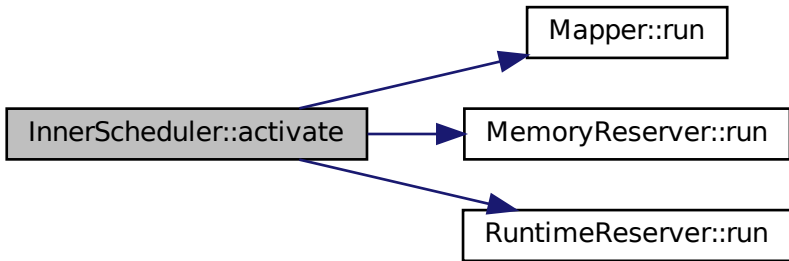 Mapper::run
InnerScheduler::activate
MemoryReserver::run
RuntimeReserver::run